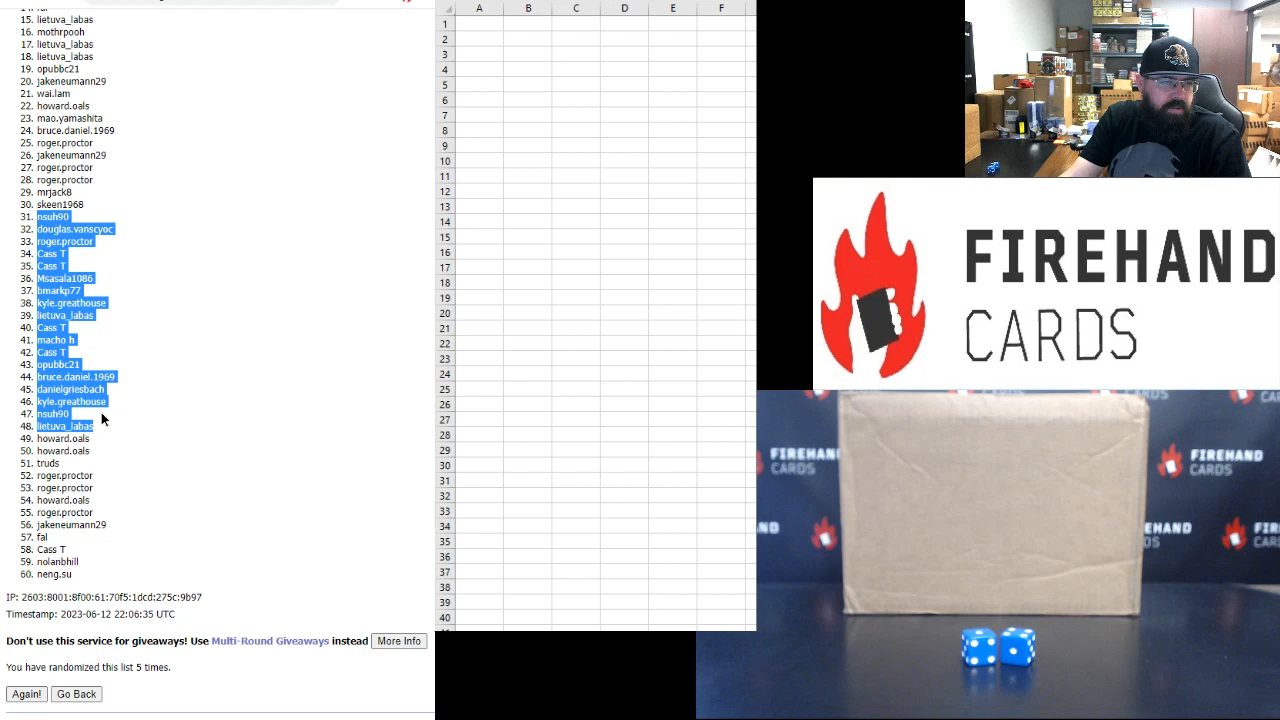 15. lietuva_labas
16. mothrpooh
17. lietuva_labas
18. lietuva_labas
19. opubbc21
20. jakeneumann29
21. wai.lam
22. howard.oals
23. mao.yamashita
24. bruce.daniel.1969
25. roger.proctor
26. jakeneumann29
27. roger.proctor
28. roger.proctor
29. mrjack8
30. skeen1968
31. nsuh90
32. douglas.vanscyoc
33. roger.proctor
34. Cass T
35. Cass T
36. Msasala1086
37. bmarkp77
38. kyle.greathouse
39. lietuva_labas
40. Cass T
41. macho h
42. Cass T
43. opubbc21
44. bruce.daniel.1969
45. danielgriesbach
46. kyle.greathouse
47. nsuh90
48. lietuva_labas
49. howard.oals
50. howard.oals
51. truds
52. roger.proctor
53. roger.proctor
54. howard.oals
55. roger.proctor
56. jakeneumann29
57. fal
58. Cass T
59. nolanbhill
60. neng.su
IP: 2603:8001:8f00:61:70f5:1dcd:275c:9b97
Timestamp: 2023-06-12 22:06:35 UTC
Don't use this service for giveaways! Use Multi-Round Giveaways instead More Info
You have randomized this list 5 times.
Again! Go Back
A B C D E F
1
2
3
4
5
6
7
8
9
10
11
12
13
14
15
16
17
18
19
20
21
22
23
24
25
26
27
28
29
30
31
32
33
34
35
36
37
38
39
40
FIREHAND
CARDS
FIREHAND
CARDS
FIREHAND
CARDS